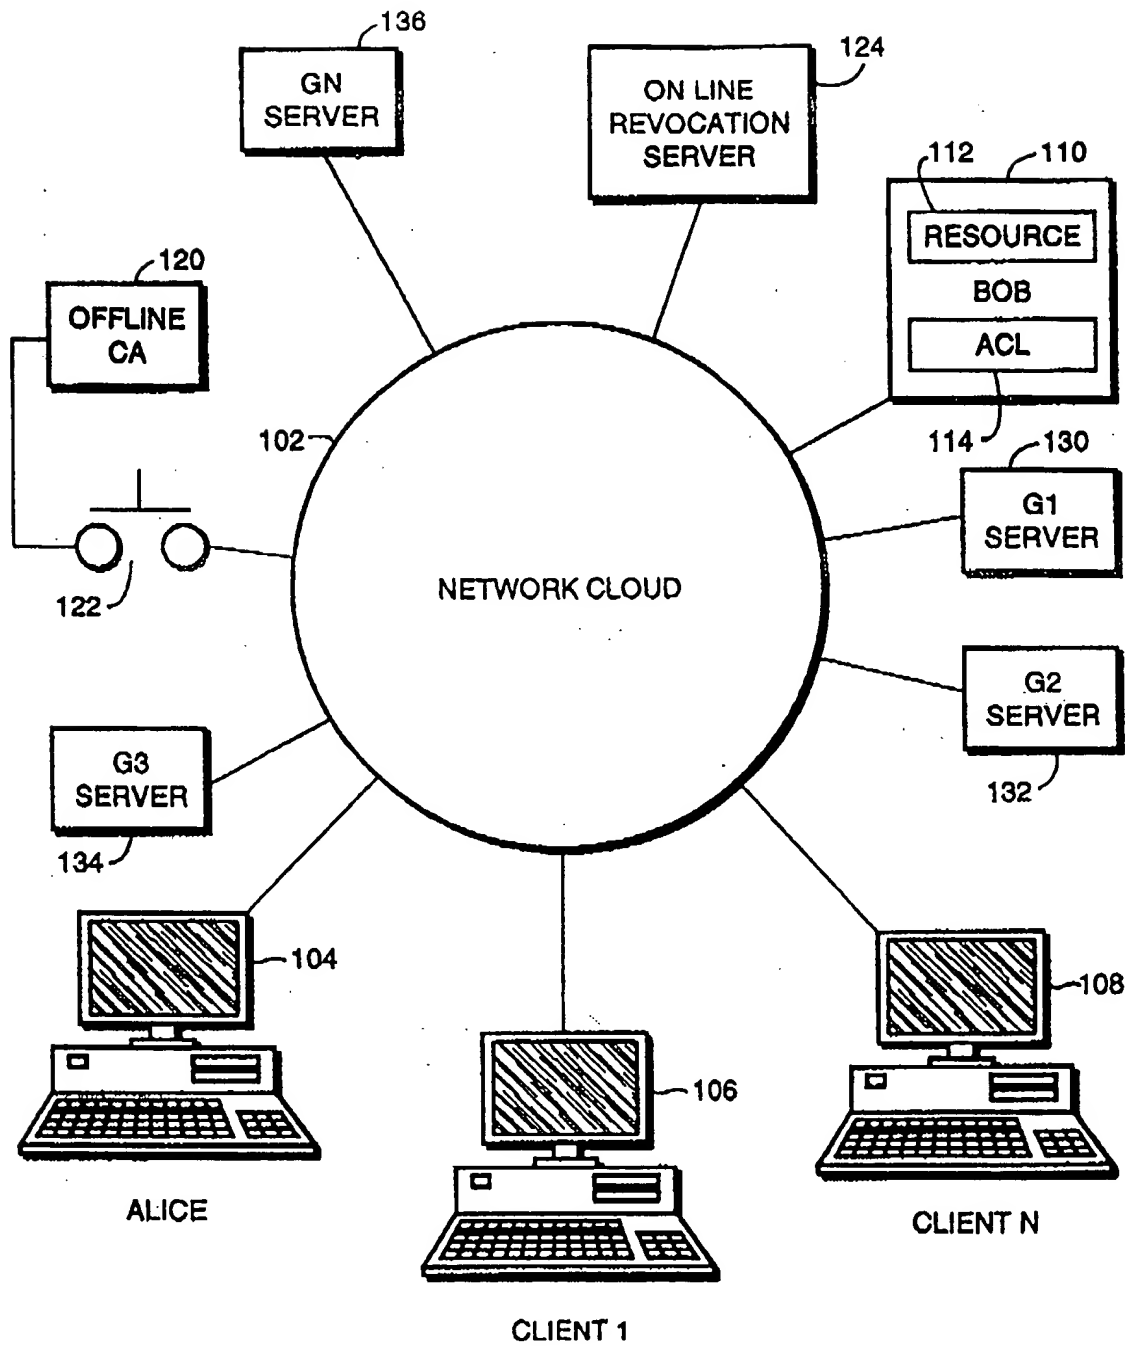 136
GN
SERVER
124
ON LINE
REVOCATION
SERVER
112
110
RESOURCE
BOB
ACL
114
120
OFFLINE
CA
102
130
G1
SERVER
122
NETWORK CLOUD
G2
SERVER
132
G3
SERVER
134
104
108
106
ALICE
CLIENT N
CLIENT 1